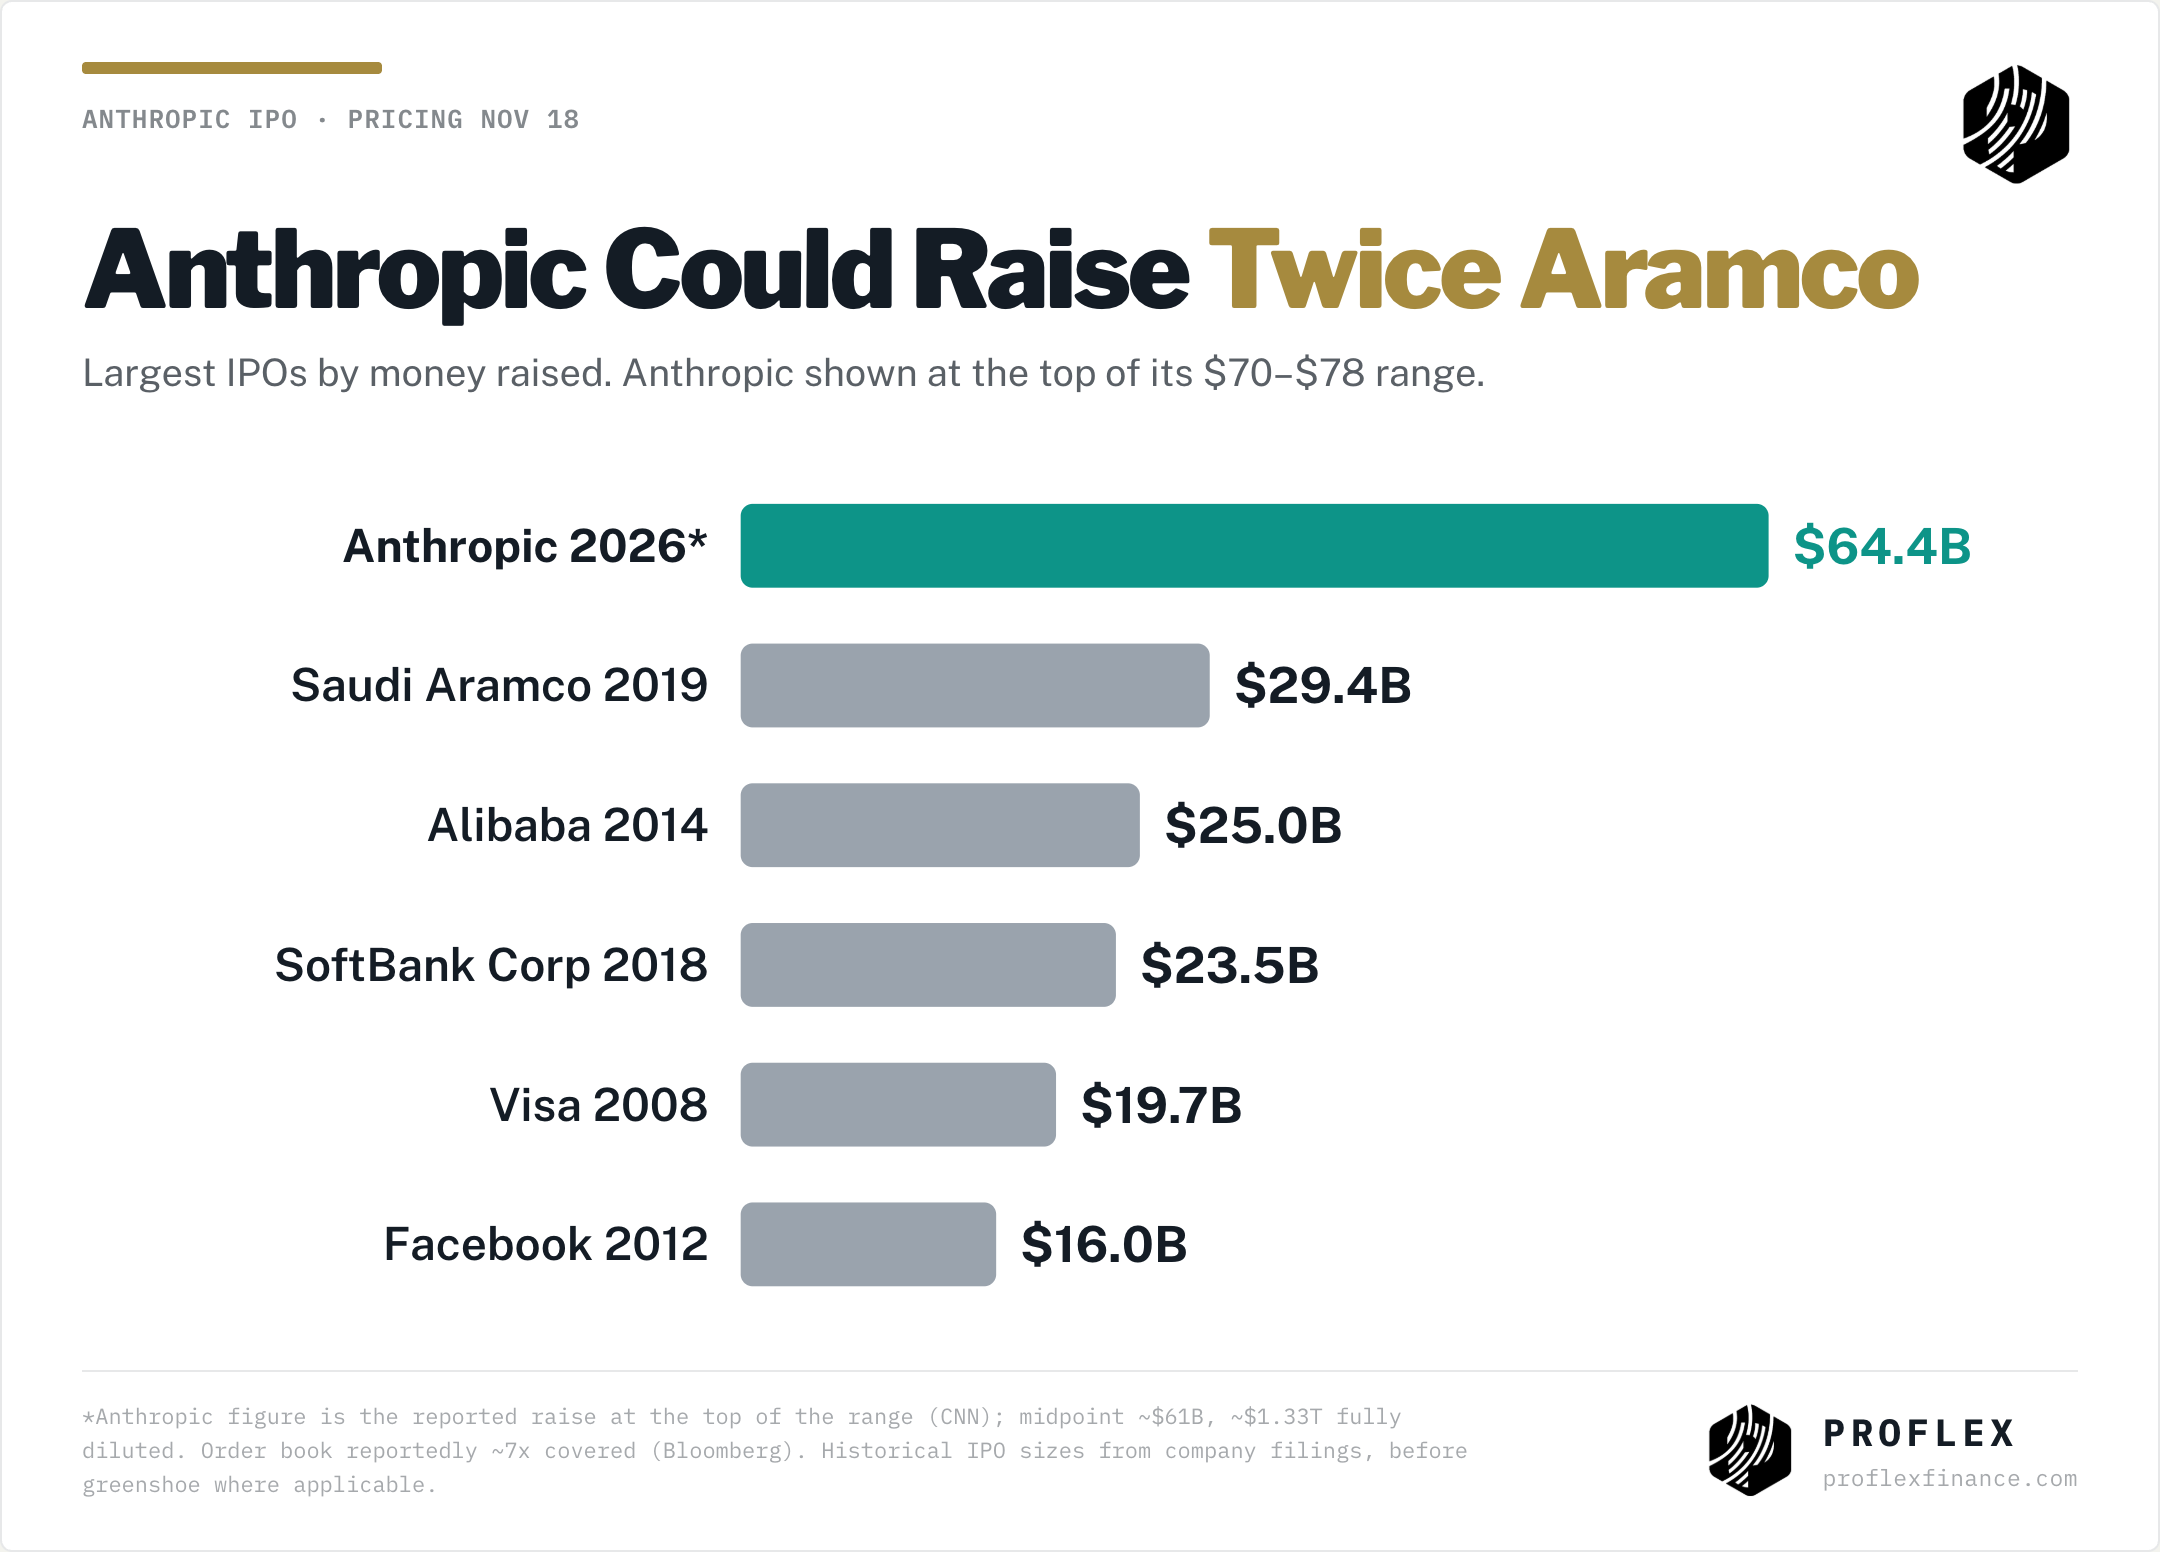 ANTHROPIC IPO · PRICING NOV 18
Anthropic Could Raise Twice Aramco
Largest IPOs by money raised. Anthropic shown at the top of its $70–$78 range.
Anthropic 2026* $64.4B
Saudi Aramco 2019 $29.4B
Alibaba 2014 $25.0B
SoftBank Corp 2018 $23.5B
Visa 2008 $19.7B
Facebook 2012 $16.0B
*Anthropic figure is the reported raise at the top of the range (CNN); midpoint ~$61B, ~$1.33T fully
diluted. Order book reportedly ~7x covered (Bloomberg). Historical IPO sizes from company filings, before
greenshoe where applicable.
PROFLEX
proflexfinance.com